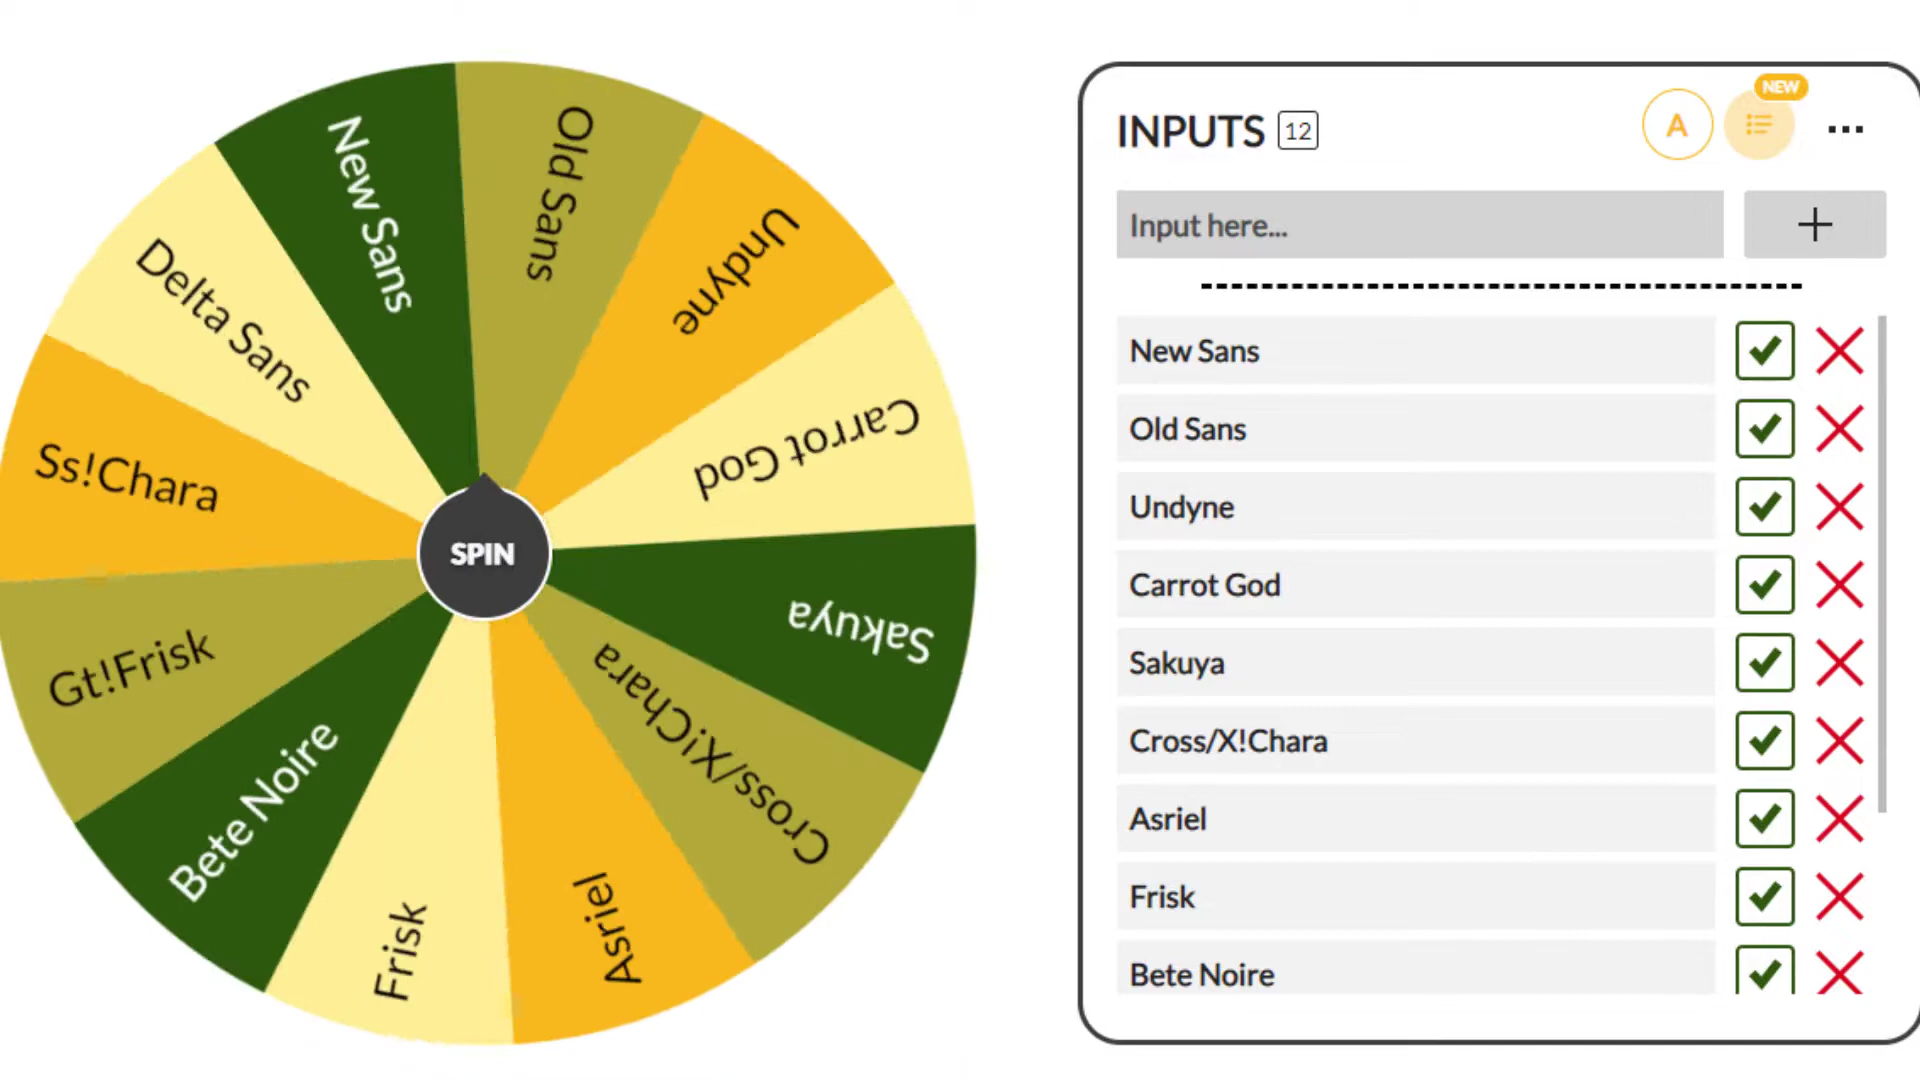 New Sans
Old Sans
Undyne
Carrot God
Sakuya
Cross/X!Chara
Asriel
Frisk
Bete Noire
Gt!Frisk
Ss!Chara
Delta Sans
SPIN
INPUTS 12
A
NEW
...
Input here...
+
New Sans
Old Sans
Undyne
Carrot God
Sakuya
Cross/X!Chara
Asriel
Frisk
Bete Noire